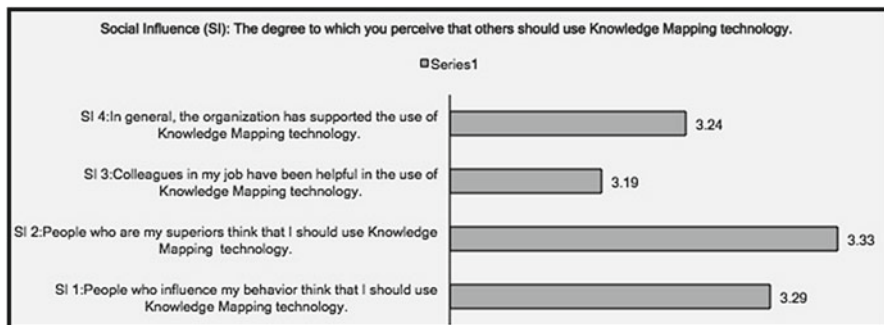 Social Influence (SI): The degree to which you perceive that others should use Knowledge Mapping technology.
Series1
SI 4:In general, the organization has supported the use of
Knowledge Mapping technology.
3.24
SI 3:Colleagues in my job have been helpful in the use of
Knowledge Mapping technology.
3.19
SI 2:People who are my superiors think that I should use Knowledge
Mapping technology.
3.33
SI 1:People who influence my behavior think that I should use
Knowledge Mapping technology.
3.29